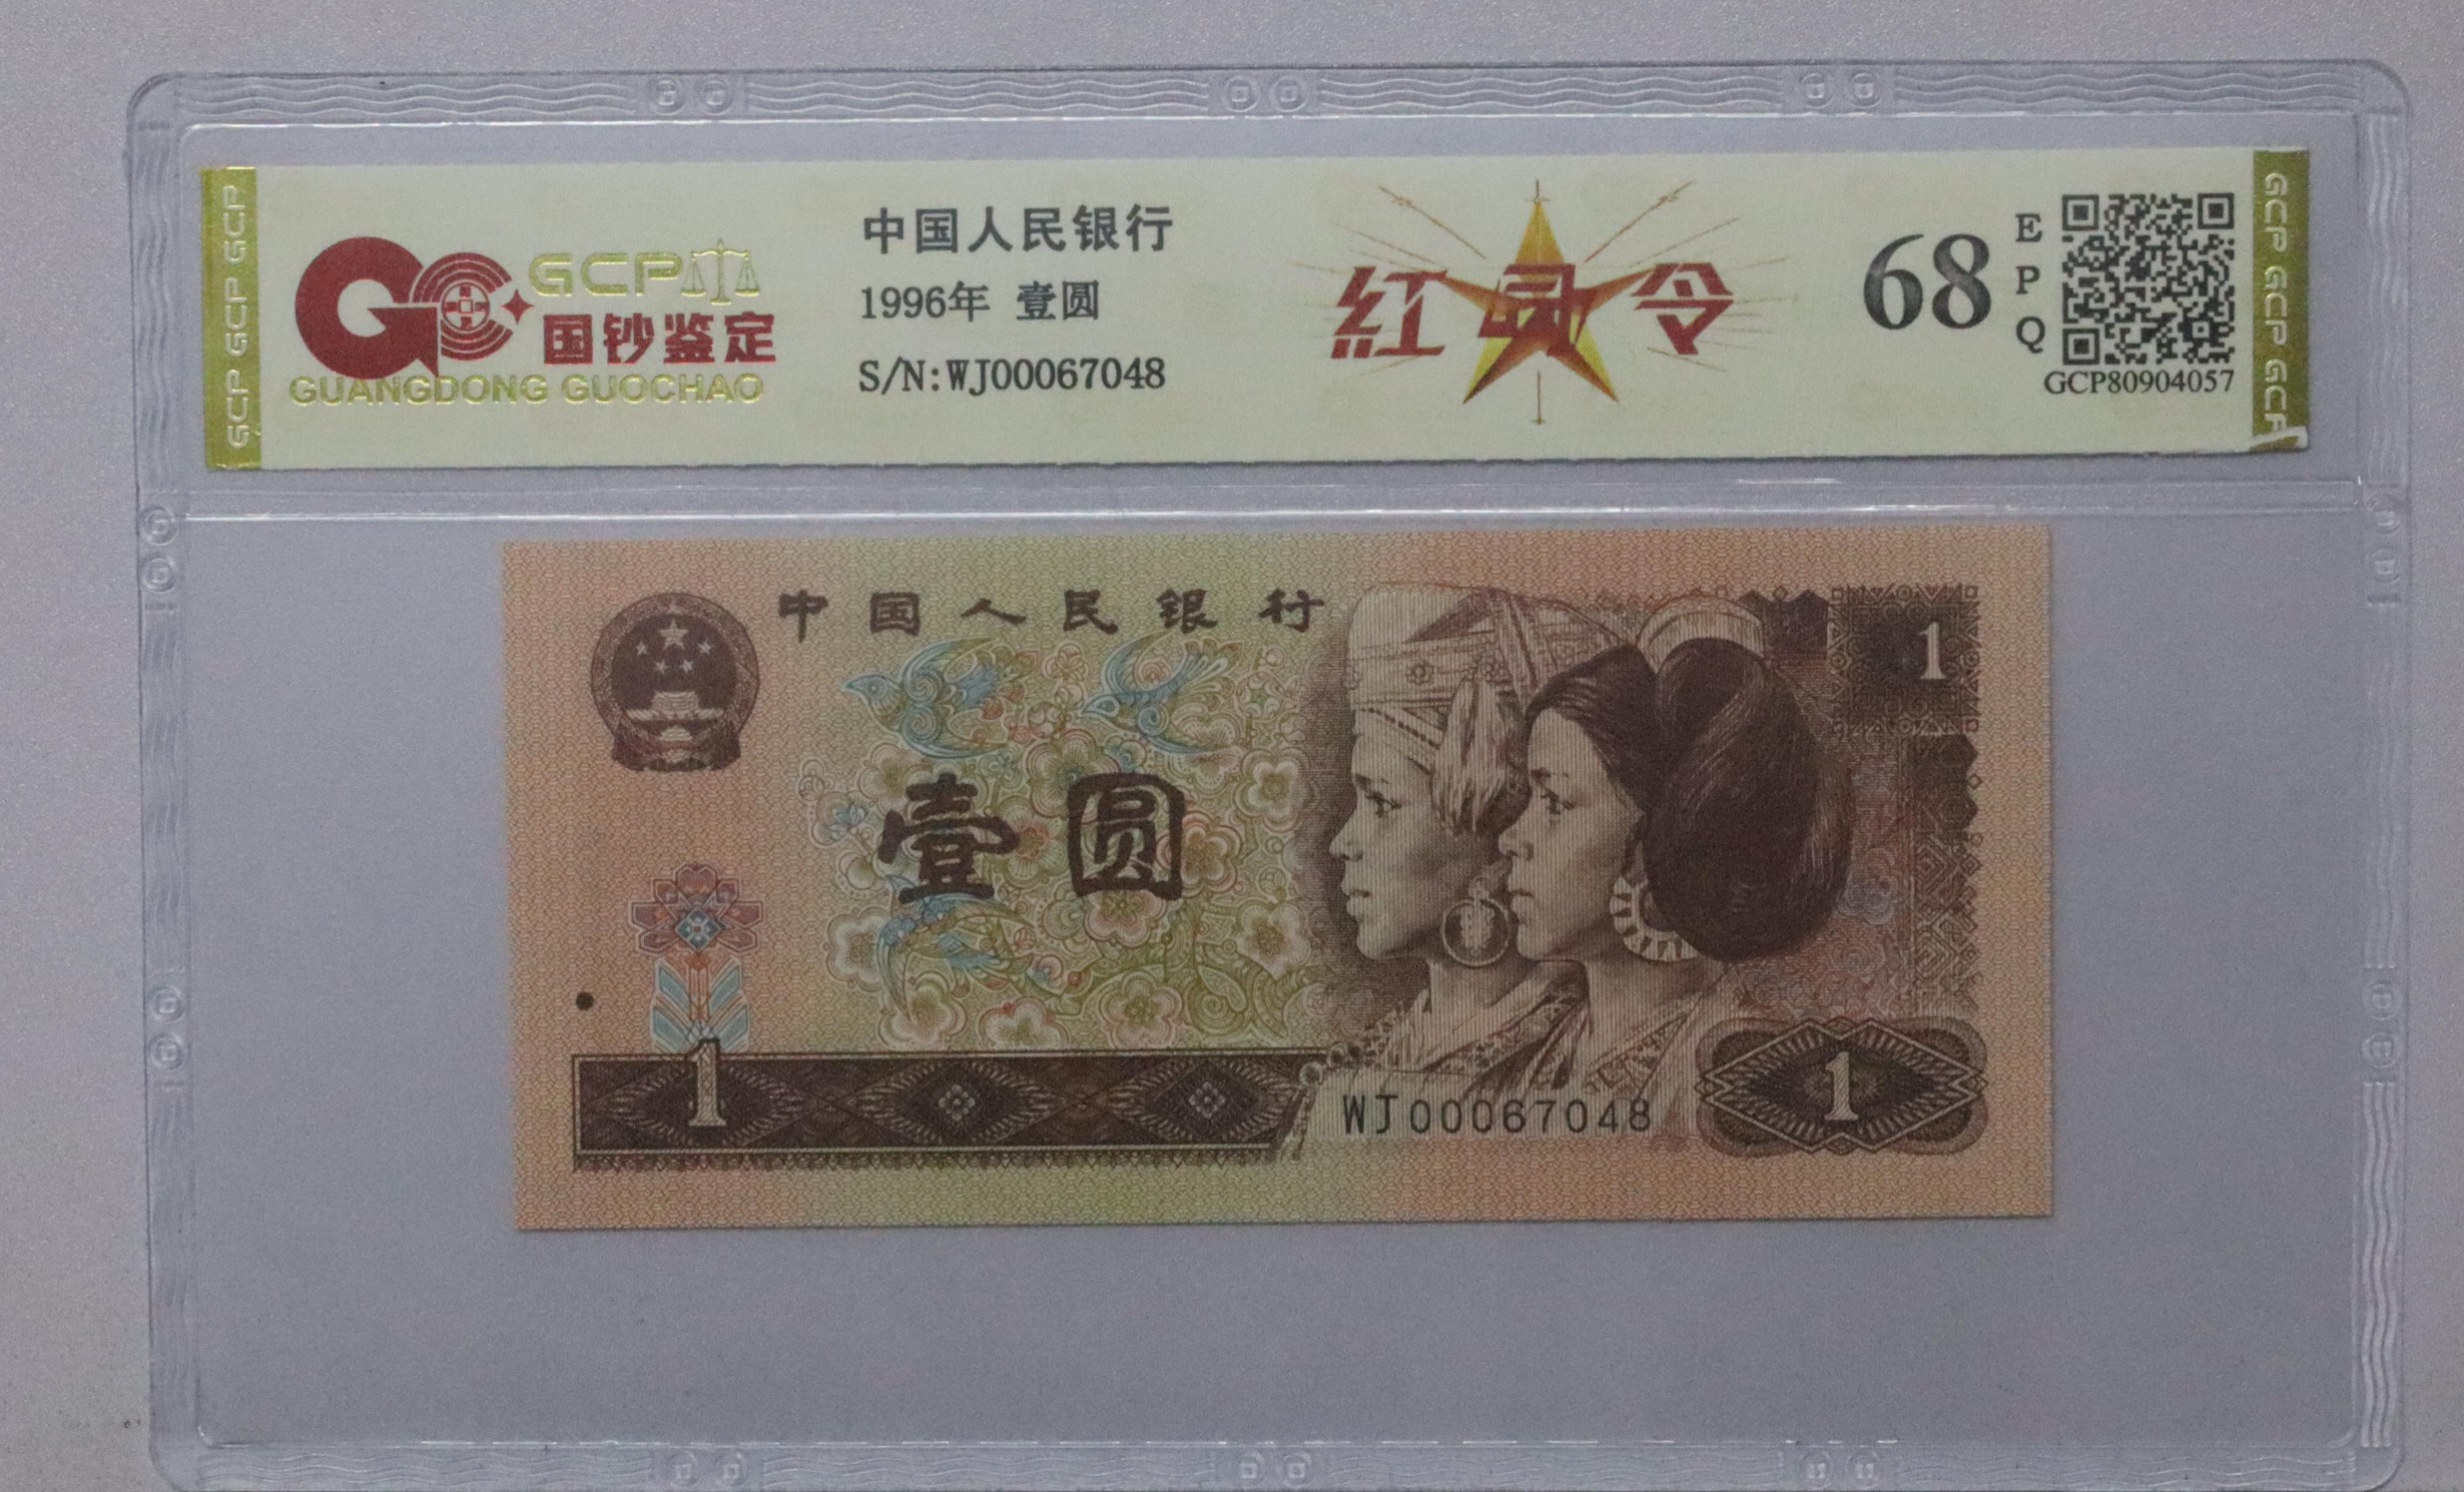 GCP GCP GCP
GCP
国钞鉴定
GUANGDONG GUOCHAO
中国人民银行
1996年 壹圆
S/N:WJ00067048
红 令
68
E
P
Q
GCP80904057
GCP GCP GCP
中国人民银行
1
壹圆
1
WJ00067048
1